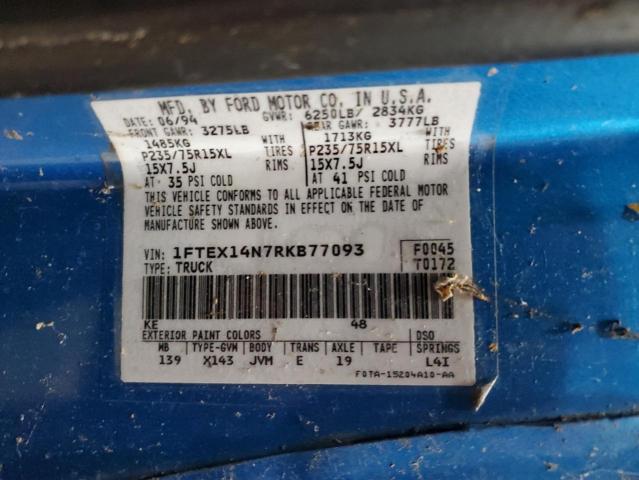 MFD. BY FORD MOTOR CO. IN U.S.A.
DATE: 06/94 GVWR: 6250LB/ 2834KG
FRONT GAWR: 3275LB REAR GAWR: 3777LB
1485KG WITH 1713KG WITH
P235/75R15XL TIRES P235/75R15XL TIRES
15X7.5J RIMS 15X7.5J RIMS
AT 35 PSI COLD AT 41 PSI COLD
THIS VEHICLE CONFORMS TO ALL APPLICABLE FEDERAL MOTOR
VEHICLE SAFETY STANDARDS IN EFFECT ON THE DATE OF
MANUFACTURE SHOWN ABOVE.
VIN: 1FTEX14N7RKB77093 F0045
TYPE: TRUCK T0172
KE 48
EXTERIOR PAINT COLORS DSO
WB TYPE-GVM BODY TRANS AXLE TAPE SPRINGS
139 X143 JVM E 19 L4I
F0TA-15204A10-AA